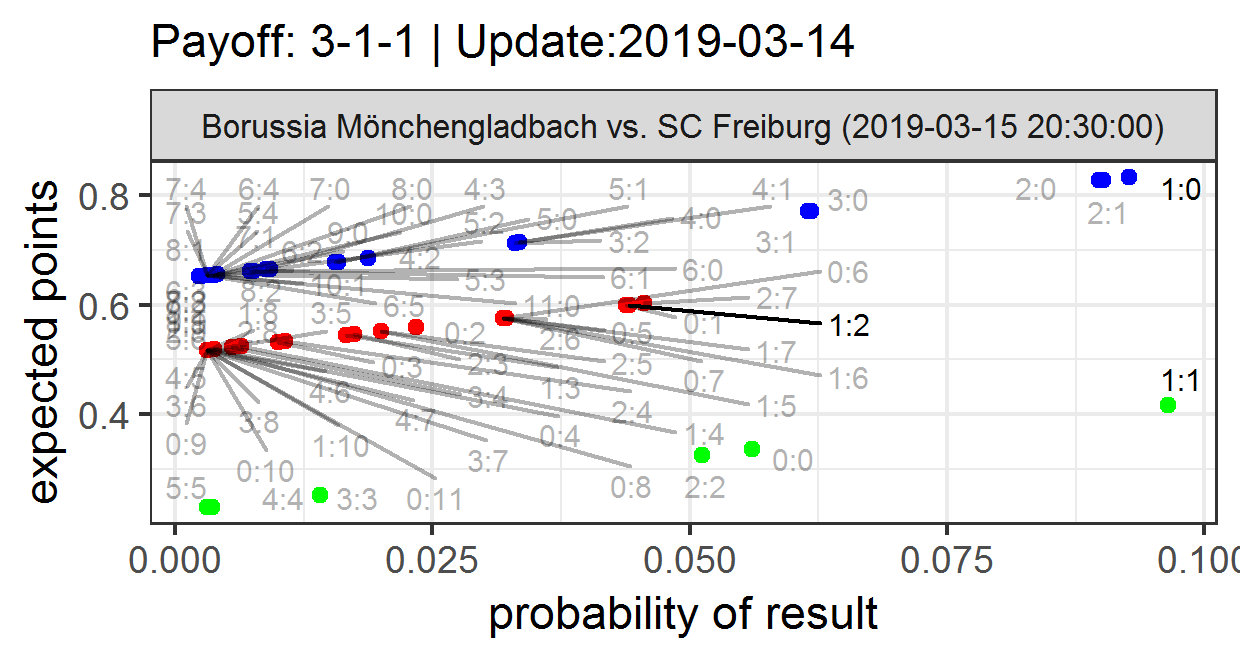 Payoff: 3-1-1 | Update:2019-03-14
Borussia Mönchengladbach vs. SC Freiburg (2019-03-15 20:30:00)
expected points
0.8
0.6
0.4
7:4 6:4 7:0 8:0 4:3 5:1 4:1 3:0 2:0 1:0
7:3 5:4 10:0 5:2 5:0 4:0 2:1
8:1 7:1 9:0 6:2 4:2 3:2 3:1
6:0 0:6
8:2 10:1 5:3 6:1 2:7
1:8 3:5 6:5 11:0 0:1 1:2
2:8 0:2 2:6 0:5 1:7
4:5 0:3 2:3 2:5 0:7 1:6 1:1
3:6 4:6 3:4 1:3 2:4 1:5
3:8 4:7 0:4 1:4
0:9 1:10 3:7 0:0
0:10
5:5 4:4 3:3 0:11 0:8 2:2
0.000 0.025 0.050 0.075 0.100
probability of result